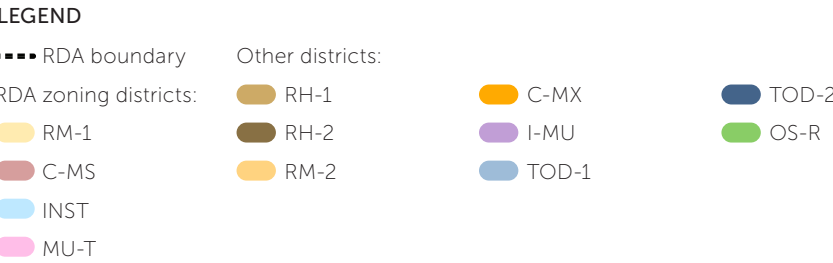 LEGEND
RDA boundary
RDA zoning districts:
RM-1
C-MS
INST
MU-T
Other districts:
RH-1
RH-2
RM-2
C-MX
I-MU
TOD-1
TOD-2
OS-R